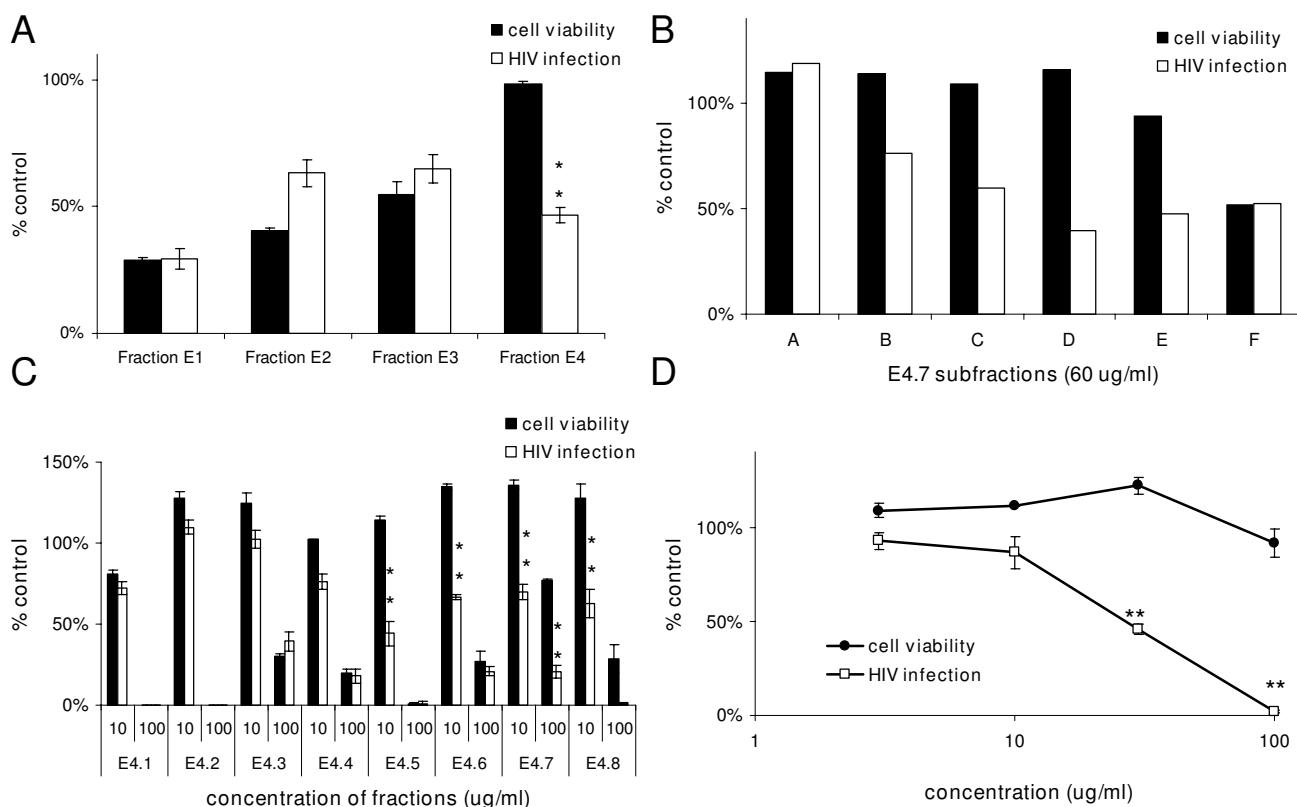 A
cell viability
HIV infection
100%
50%
0%
% control
Fraction E1 Fraction E2 Fraction E3 Fraction E4
* *
B
cell viability
HIV infection
100%
50%
0%
% control
A B C D E F
E4.7 subfractions (60 ug/ml)
C
cell viability
HIV infection
150%
100%
50%
0%
% control
* * * * * * * * * *
10 100 10 100 10 100 10 100 10 100 10 100 10 100 10 100
E4.1 E4.2 E4.3 E4.4 E4.5 E4.6 E4.7 E4.8
concentration of fractions (ug/ml)
D
100%
50%
0%
% control
**
**
cell viability
HIV infection
1 10 100
concentration (ug/ml)